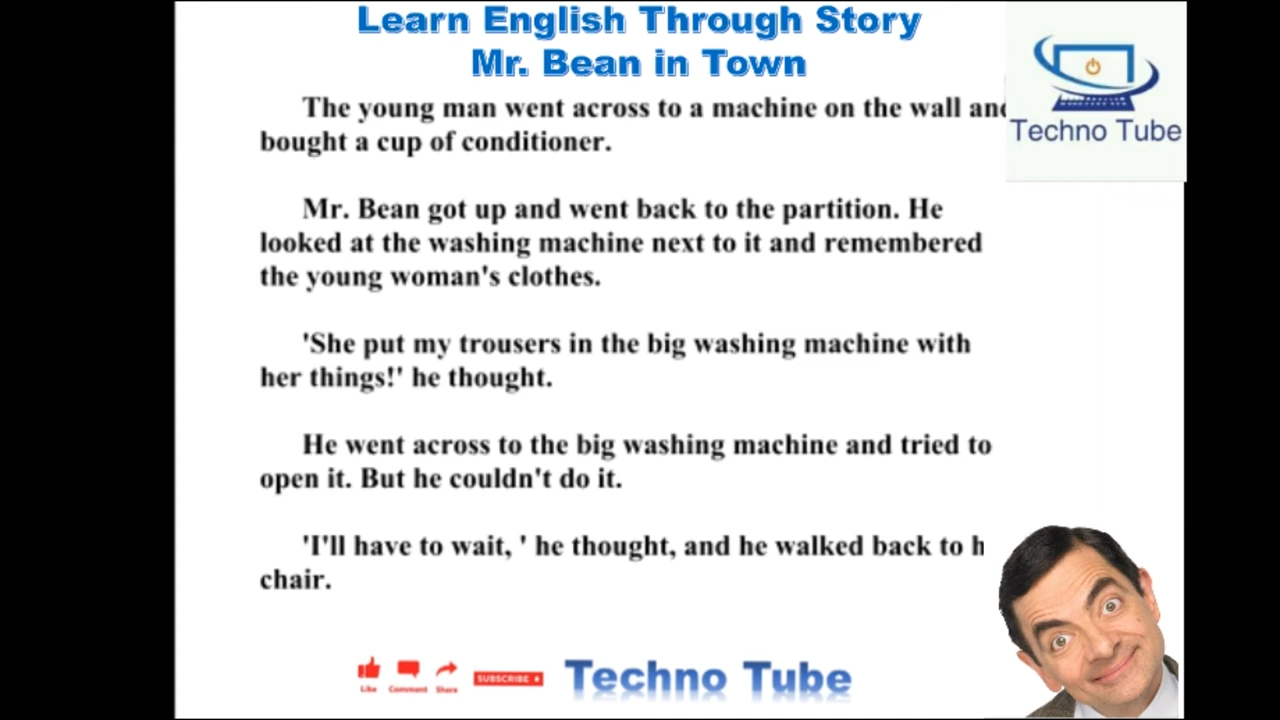 Learn English Through Story
Mr. Bean in Town
Techno Tube
The young man went across to a machine on the wall and
bought a cup of conditioner.
Mr. Bean got up and went back to the partition. He
looked at the washing machine next to it and remembered
the young woman's clothes.
'She put my trousers in the big washing machine with
her things!' he thought.
He went across to the big washing machine and tried to
open it. But he couldn't do it.
'I'll have to wait, ' he thought, and he walked back to h
chair.
Like Comment Share SUBSCRIBE Techno Tube